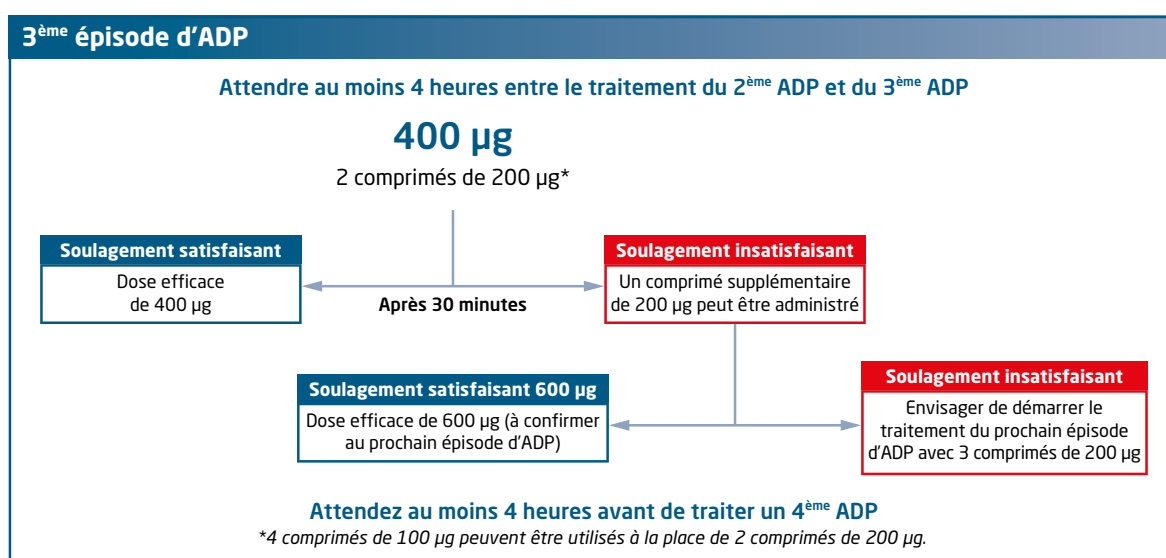 3ème épisode d'ADP
Attendre au moins 4 heures entre le traitement du 2ème ADP et du 3ème ADP
400 µg
2 comprimés de 200 µg*
Soulagement satisfaisant
Dose efficace
de 400 µg
Après 30 minutes
Soulagement insatisfaisant
Un comprimé supplémentaire
de 200 µg peut être administré
Soulagement satisfaisant 600 µg
Dose efficace de 600 µg (à confirmer
au prochain épisode d'ADP)
Soulagement insatisfaisant
Envisager de démarrer le
traitement du prochain épisode
d'ADP avec 3 comprimés de 200 µg
Attendez au moins 4 heures avant de traiter un 4ème ADP
*4 comprimés de 100 µg peuvent être utilisés à la place de 2 comprimés de 200 µg.